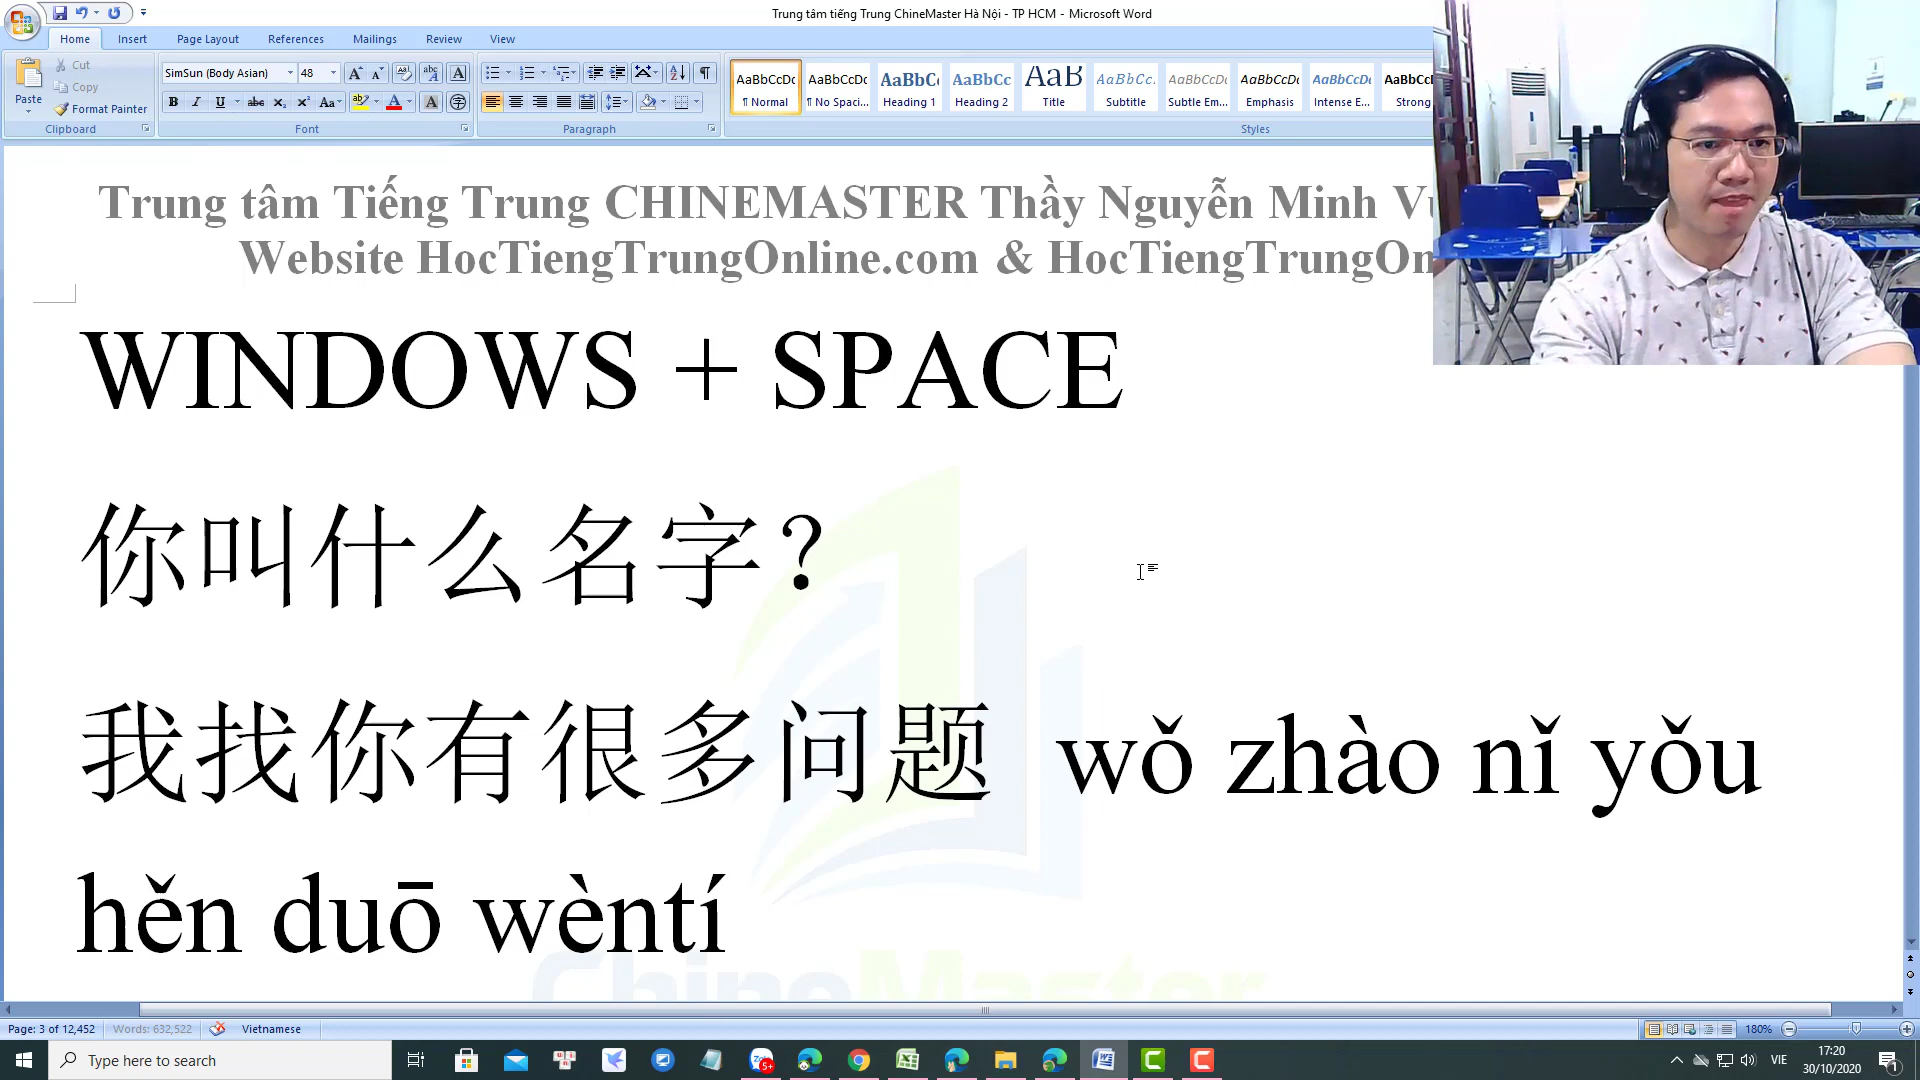 Trung tâm tiếng Trung ChineMaster Hà Nội - TP HCM - Microsoft Word
Home Insert Page Layout References Mailings Review View
Paste
Cut
Copy
Format Painter
Clipboard
SimSun (Body Asian) 48
Font
Paragraph
AaBbCcDc AaBbCcDc AaBbC AaBbCc AaB AaBbCc. AaBbCcDc AaBbCcDc AaBbCcDc AaBbCc
¶ Normal ¶ No Spaci... Heading 1 Heading 2 Title Subtitle Subtle Em... Emphasis Intense E... Strong
Styles
Trung tâm Tiếng Trung CHINEMASTER Thầy Nguyễn Minh
Website HocTiengTrungOnline.com & HocTiengTrungOn
WINDOWS + SPACE
你叫什么名字？
我找你有很多问题 wǒ zhào nǐ yǒu
hěn duō wèntí
ChineMaster
Page: 3 of 12,452 Words: 632,522 Vietnamese 180%
Type here to search
VIE
17:20
30/10/2020